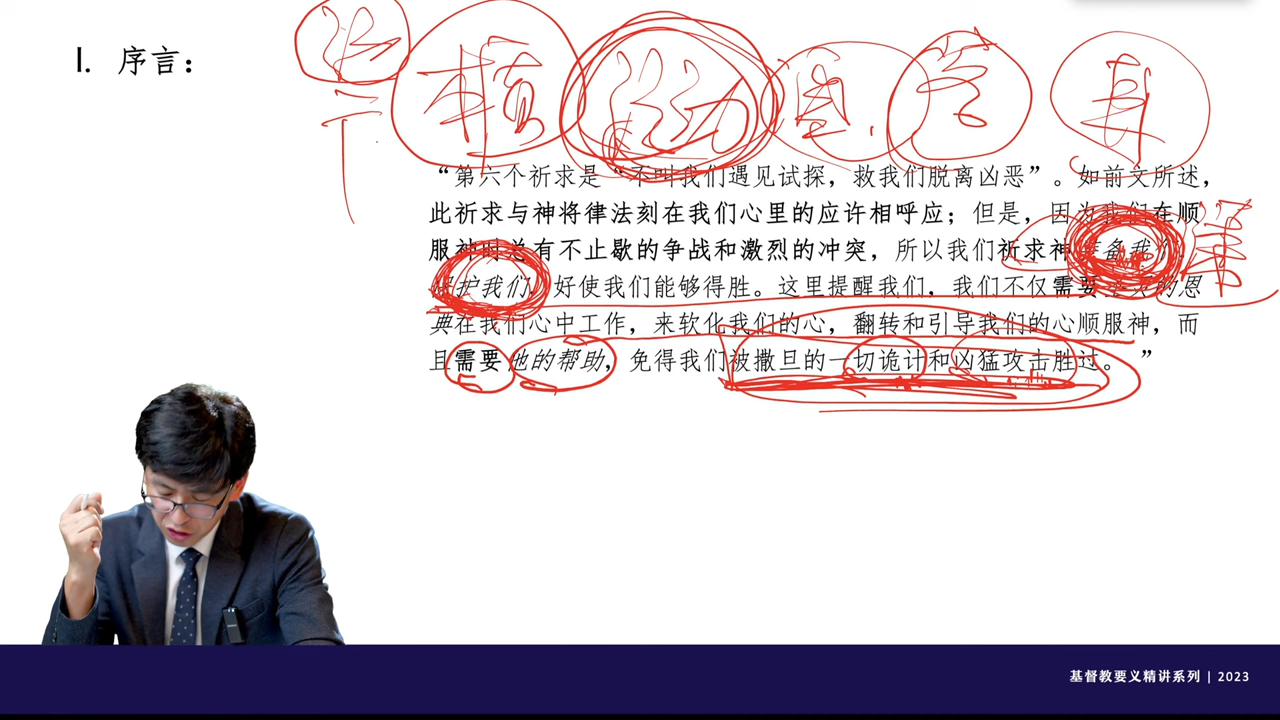 I. 序言：
“第六个祈求是“不叫我们遇见试探，救我们脱离凶恶”。如前文所述，
此祈求与神将律法刻在我们心里的应许相呼应；但是，因为我们在顺
服神时总有不止歇的争战和激烈的冲突，所以我们祈求神 备我们、
保护我们，好使我们能够得胜。这里提醒我们，我们不仅需要 的恩
典在我们心中工作，来软化我们的心，翻转和引导我们的心顺服神，而
且需要他的帮助，免得我们被撒旦的一切诡计和凶猛攻击胜过。”
基督教要义精讲系列 | 2023